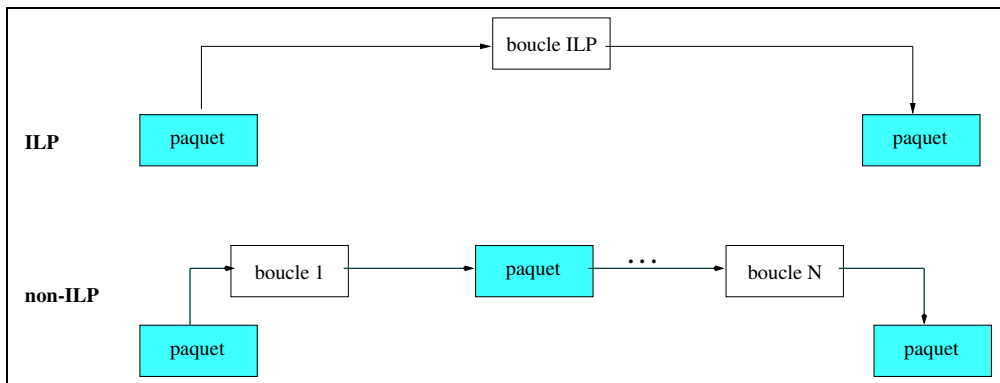 boucle ILP
ILP
paquet
paquet
boucle 1
paquet
...
boucle N
non-ILP
paquet
paquet